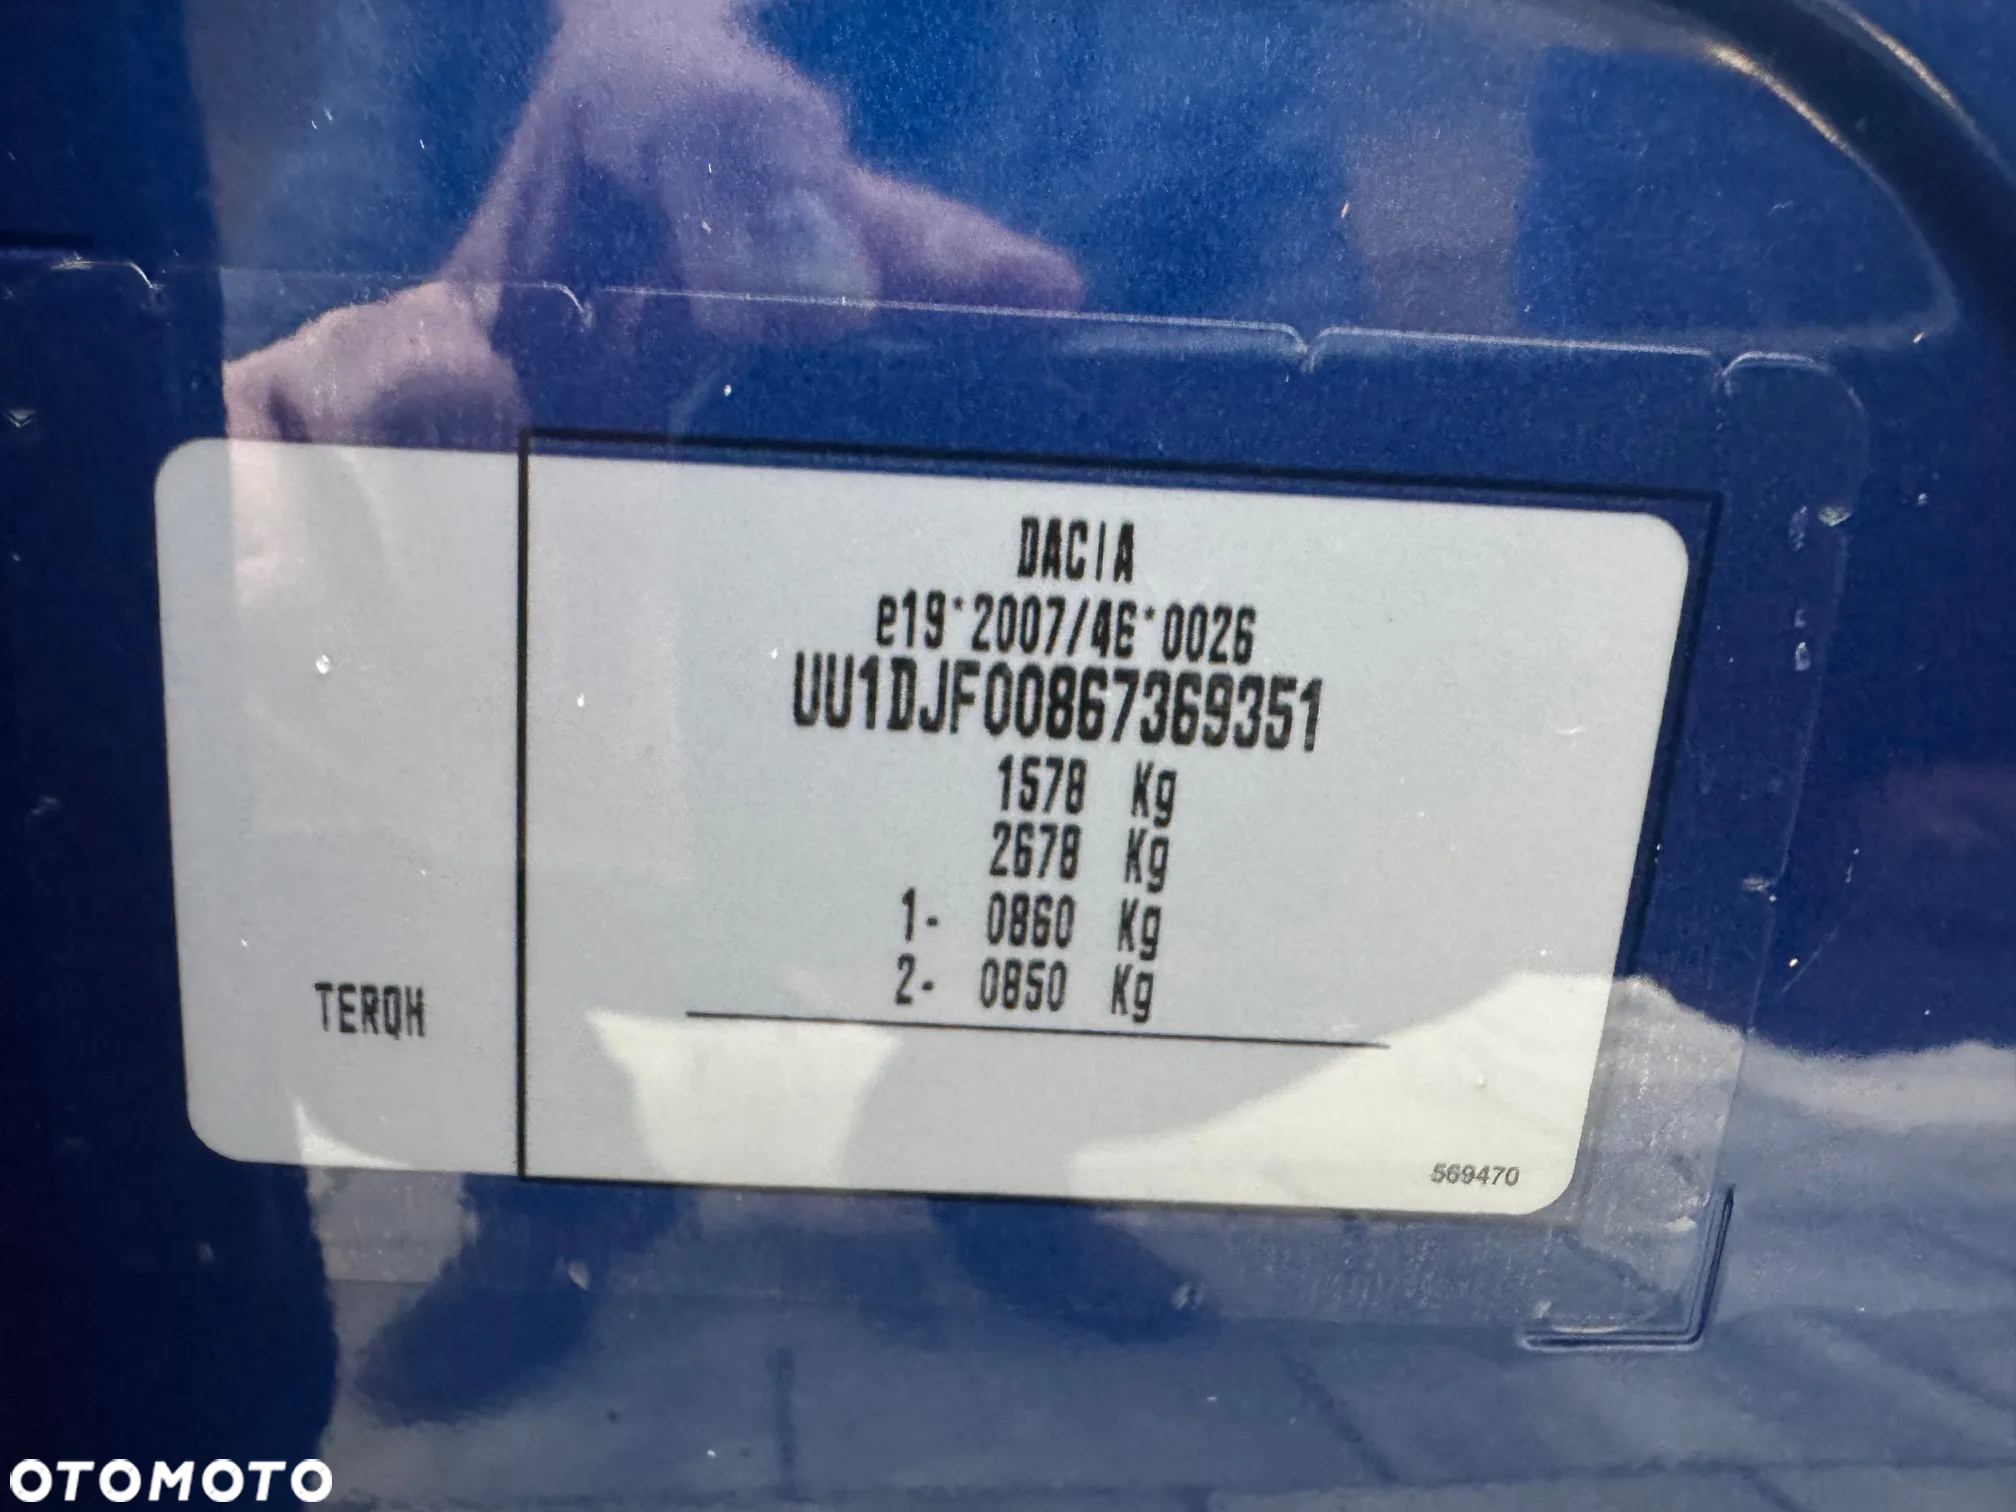 DACIA
e19*2007/46*0026
UU1DJF00867369351
1578 Kg
2678 Kg
1- 0860 Kg
2- 0850 Kg
TERQH
569470
OTOMOTO